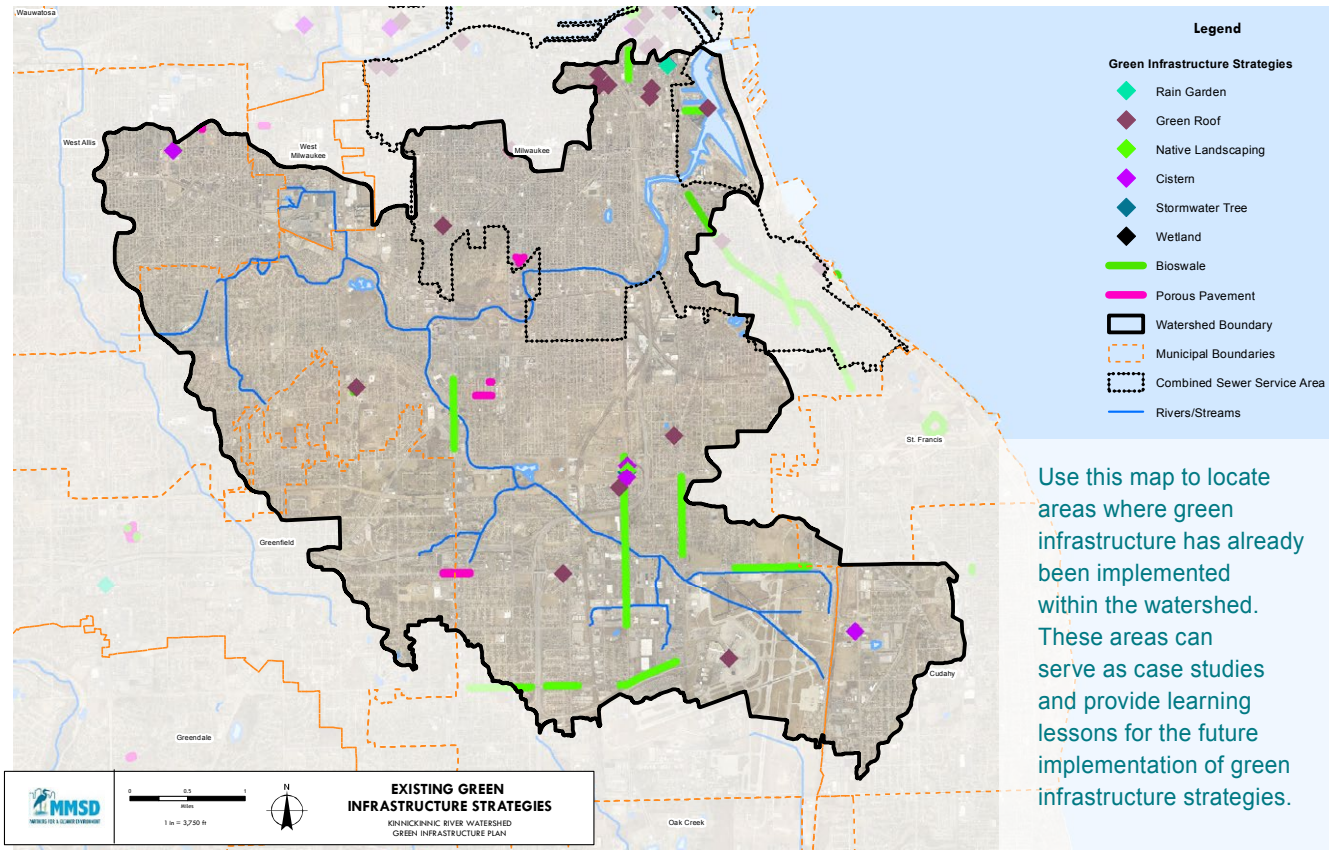 Wauwatosa
West Allis
West
Milwaukee
Milwaukee
St. Francis
Greenfield
Cudahy
Greendale
Oak Creek
Legend
Green Infrastructure Strategies
Rain Garden
Green Roof
Native Landscaping
Cistern
Stormwater Tree
Wetland
Bioswale
Porous Pavement
Watershed Boundary
Municipal Boundaries
Combined Sewer Service Area
Rivers/Streams
Use this map to locate
areas where green
infrastructure has already
been implemented
within the watershed.
These areas can
serve as case studies
and provide learning
lessons for the future
implementation of green
infrastructure strategies.
MMSD
PARTNERS FOR A CLEANER ENVIRONMENT
0 0.5 1
Miles
1 in = 3,750 ft
N
EXISTING GREEN
INFRASTRUCTURE STRATEGIES
KINNICKINNIC RIVER WATERSHED
GREEN INFRASTRUCTURE PLAN